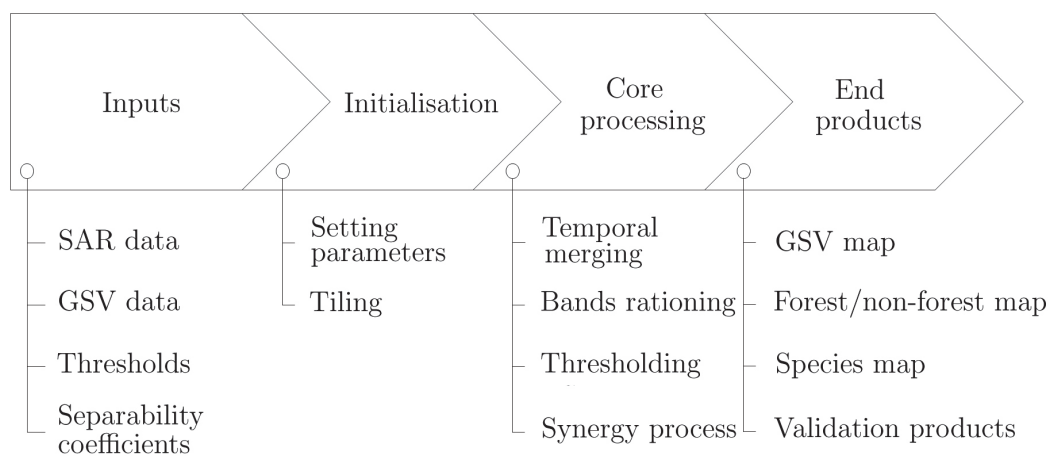 Inputs
Initialisation
Core
processing
End
products
SAR data
GSV data
Thresholds
Separability
coefficients
Setting
parameters
Tiling
Temporal
merging
Bands rationing
Thresholding
Synergy process
GSV map
Forest/non-forest map
Species map
Validation products